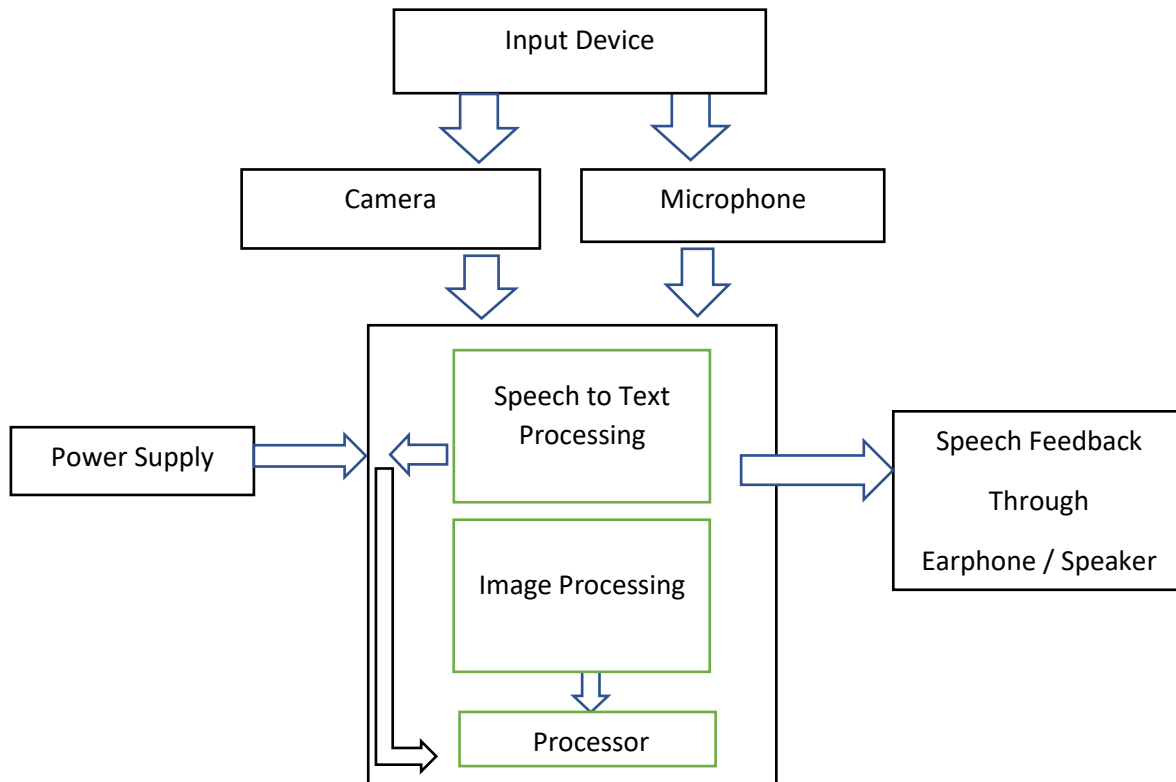 Input Device
Camera
Microphone
Speech to Text
Processing
Power Supply
Speech Feedback
Through
Earphone / Speaker
Image Processing
Processor